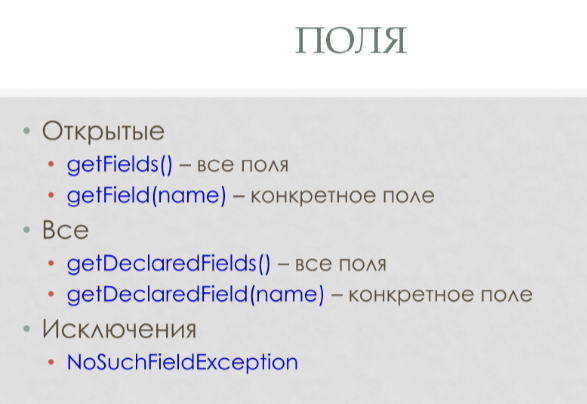 ПОЛЯ
• Открытые
• getFields() – все поля
• getField(name) – конкретное поле
• Все
• getDeclaredFields() – все поля
• getDeclaredField(name) – конкретное поле
• Исключения
• NoSuchFieldException